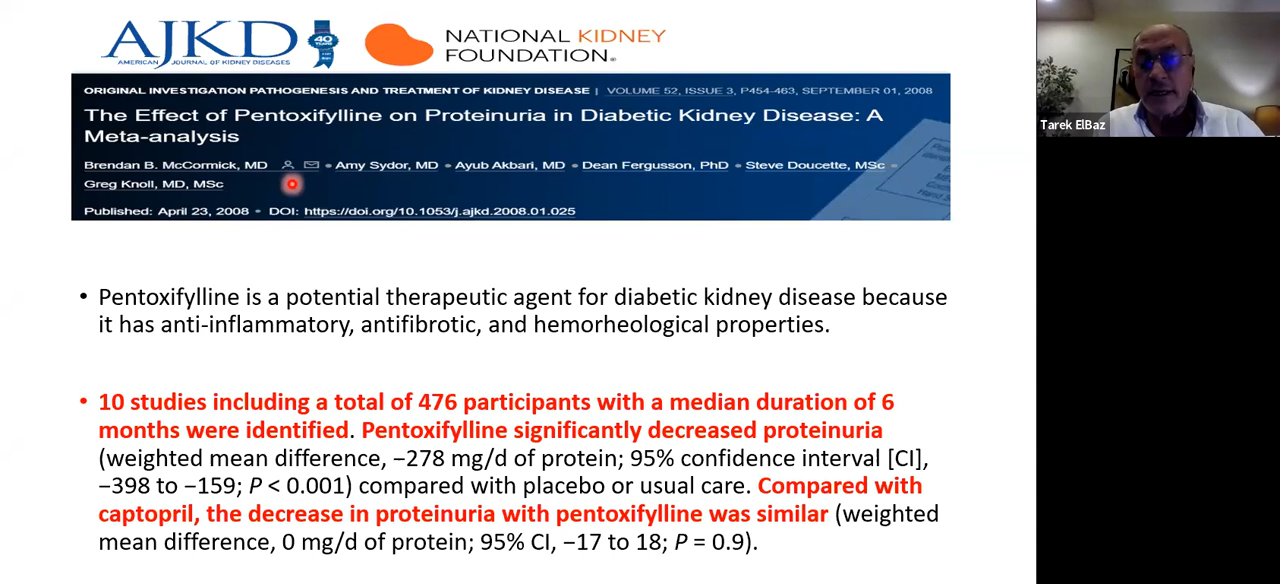 AJKD
AMERICAN JOURNAL OF KIDNEY DISEASES
40
YEARS
NATIONAL KIDNEY
FOUNDATION®
ORIGINAL INVESTIGATION PATHOGENESIS AND TREATMENT OF KIDNEY DISEASE | VOLUME 52, ISSUE 3, P454-463, SEPTEMBER 01, 2008
The Effect of Pentoxifylline on Proteinuria in Diabetic Kidney Disease: A
Meta-analysis
Brendan B. McCormick, MD • Amy Sydor, MD • Ayub Akbari, MD • Dean Fergusson, PhD • Steve Doucette, MSc •
Greg Knoll, MD, MSc
Published: April 23, 2008 • DOI: https://doi.org/10.1053/j.ajkd.2008.01.025
Tarek ElBaz
• Pentoxifylline is a potential therapeutic agent for diabetic kidney disease because
it has anti-inflammatory, antifibrotic, and hemorheological properties.
• 10 studies including a total of 476 participants with a median duration of 6
months were identified. Pentoxifylline significantly decreased proteinuria
(weighted mean difference, −278 mg/d of protein; 95% confidence interval [CI],
−398 to −159; P < 0.001) compared with placebo or usual care. Compared with
captopril, the decrease in proteinuria with pentoxifylline was similar (weighted
mean difference, 0 mg/d of protein; 95% CI, −17 to 18; P = 0.9).